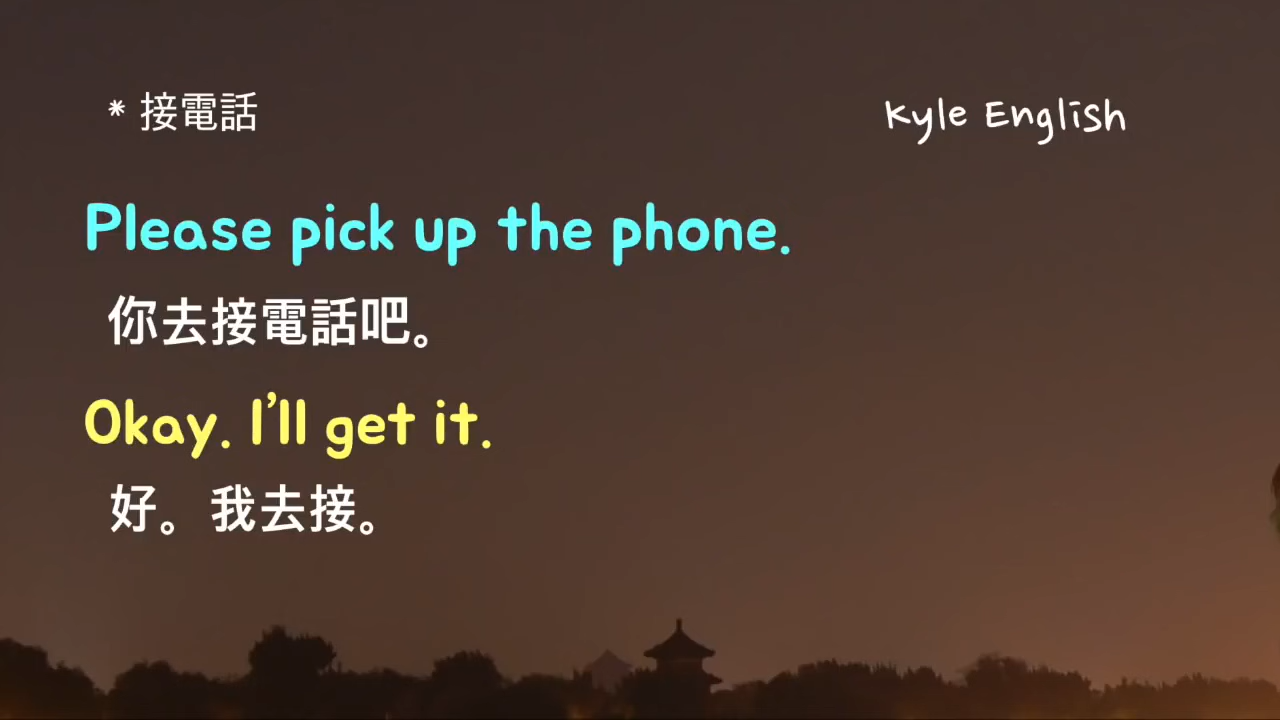 * 接電話
Kyle English
Please pick up the phone.
你去接電話吧。
Okay. I'll get it.
好。我去接。